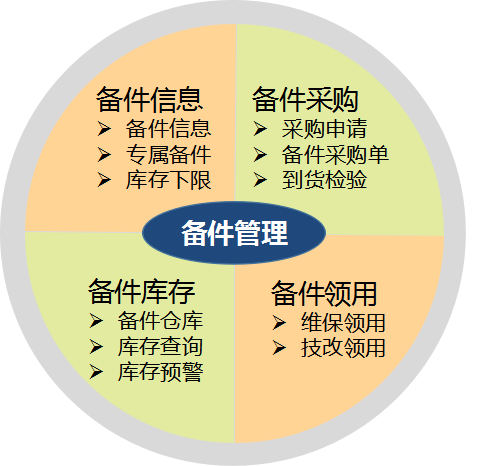 备件信息
➢ 备件信息
➢ 专属备件
➢ 库存下限
备件采购
➢ 采购申请
➢ 备件采购单
➢ 到货检验
备件管理
备件库存
➢ 备件仓库
➢ 库存查询
➢ 库存预警
备件领用
➢ 维保领用
➢ 技改领用